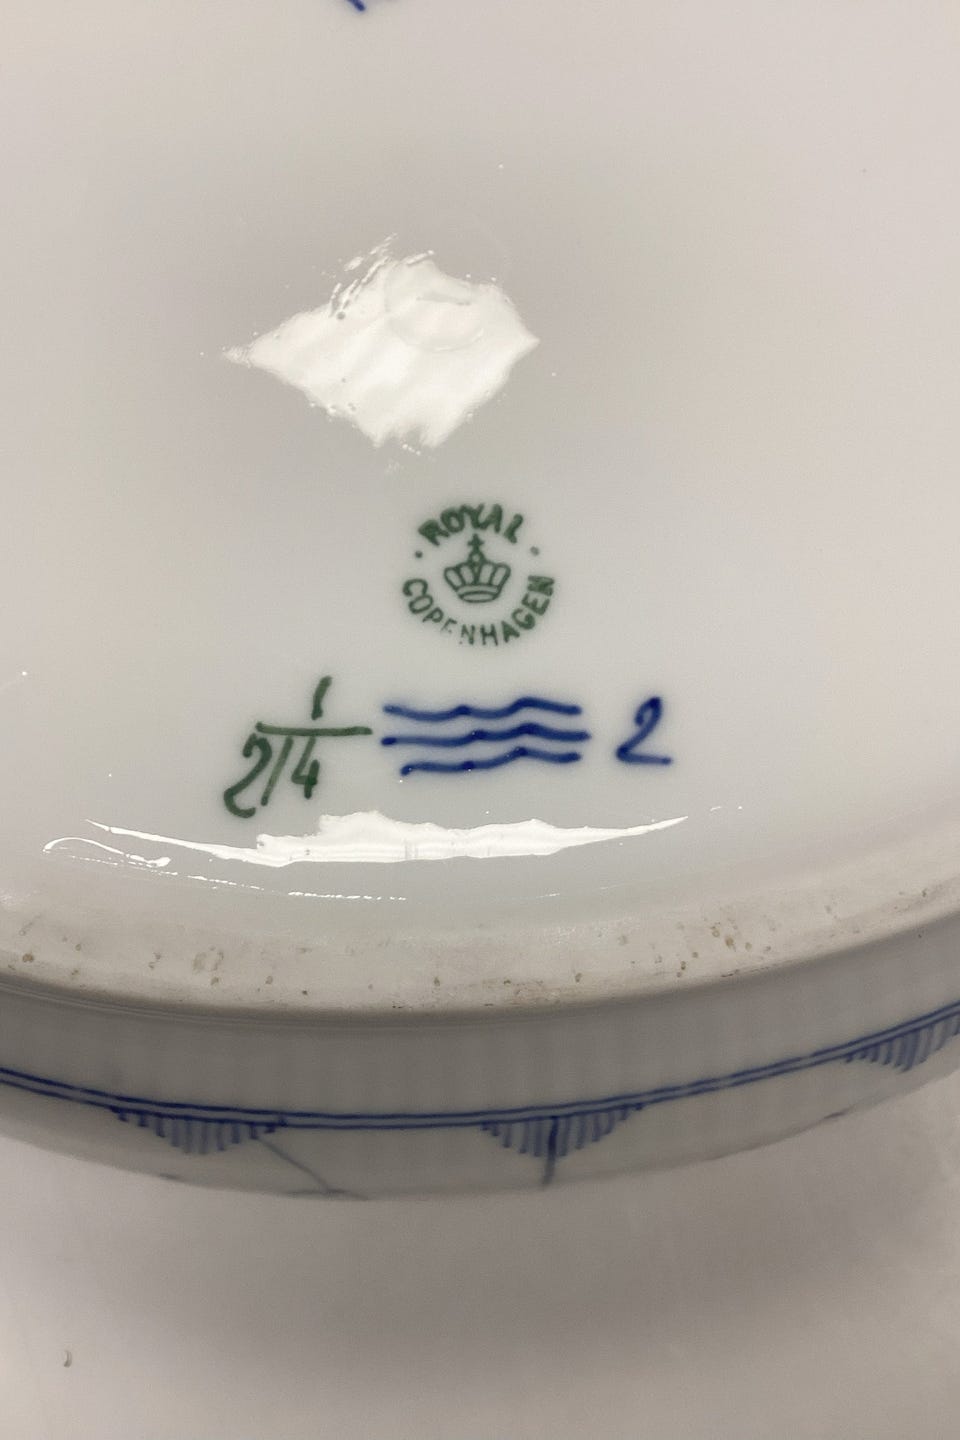 ROYAL
COPENHAGEN
1
214 2